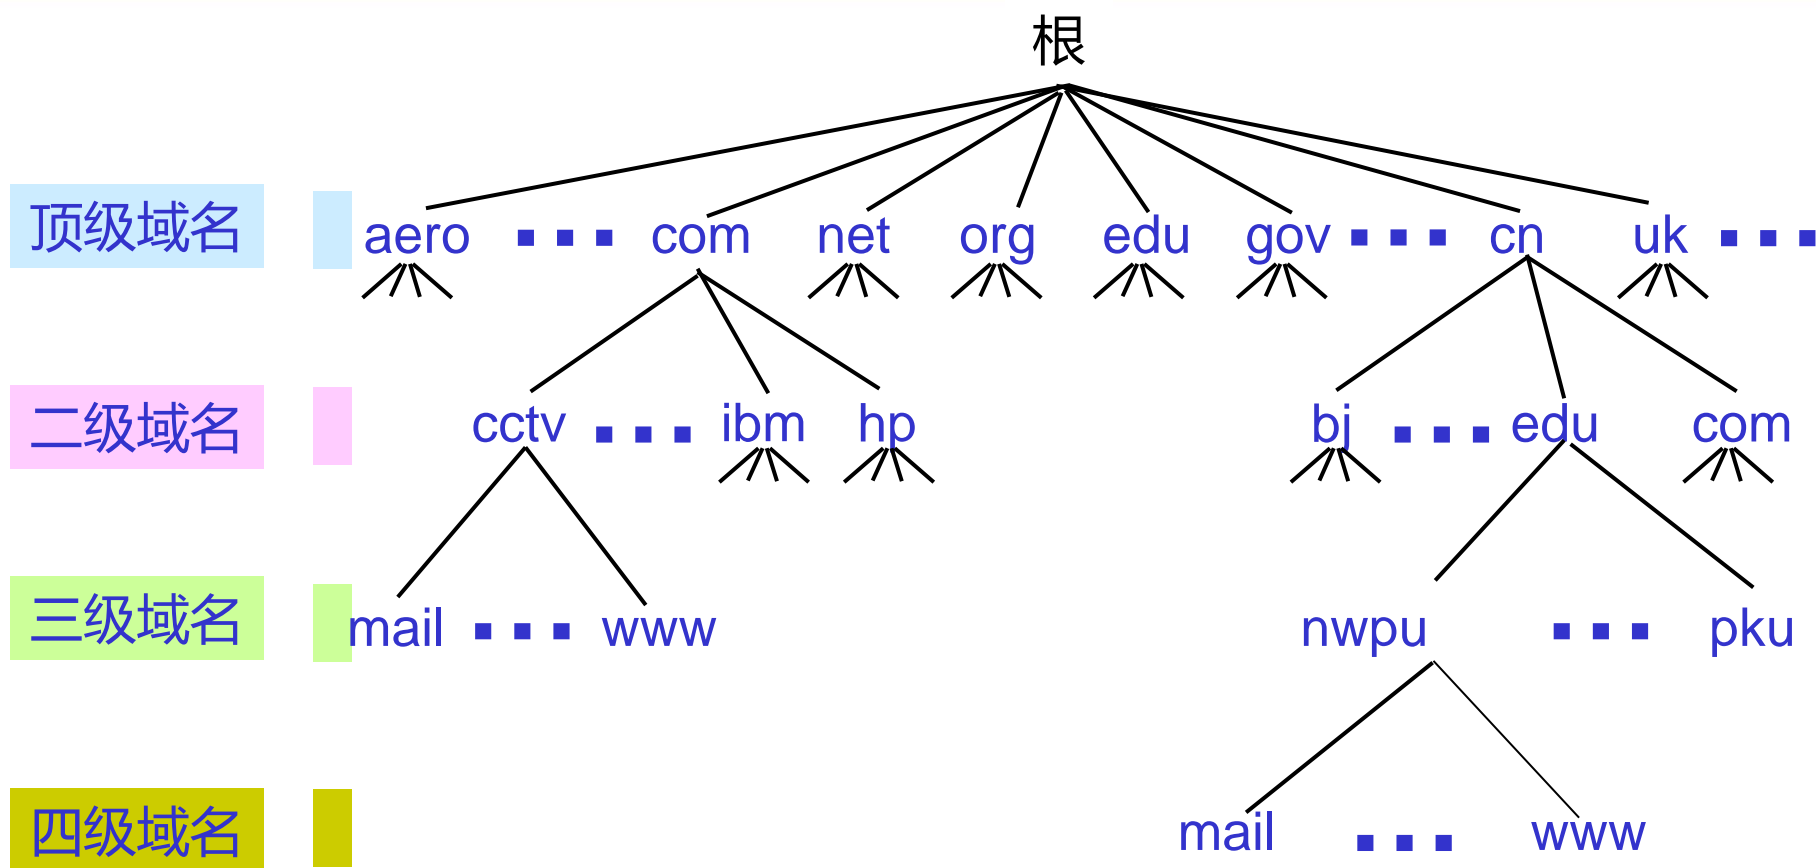 根
顶级域名 aero ... com net org edu gov ... cn uk ...
二级域名 cctv ... ibm hp bj ... edu com
三级域名 mail ... www nwpu ... pku
四级域名 mail ... www